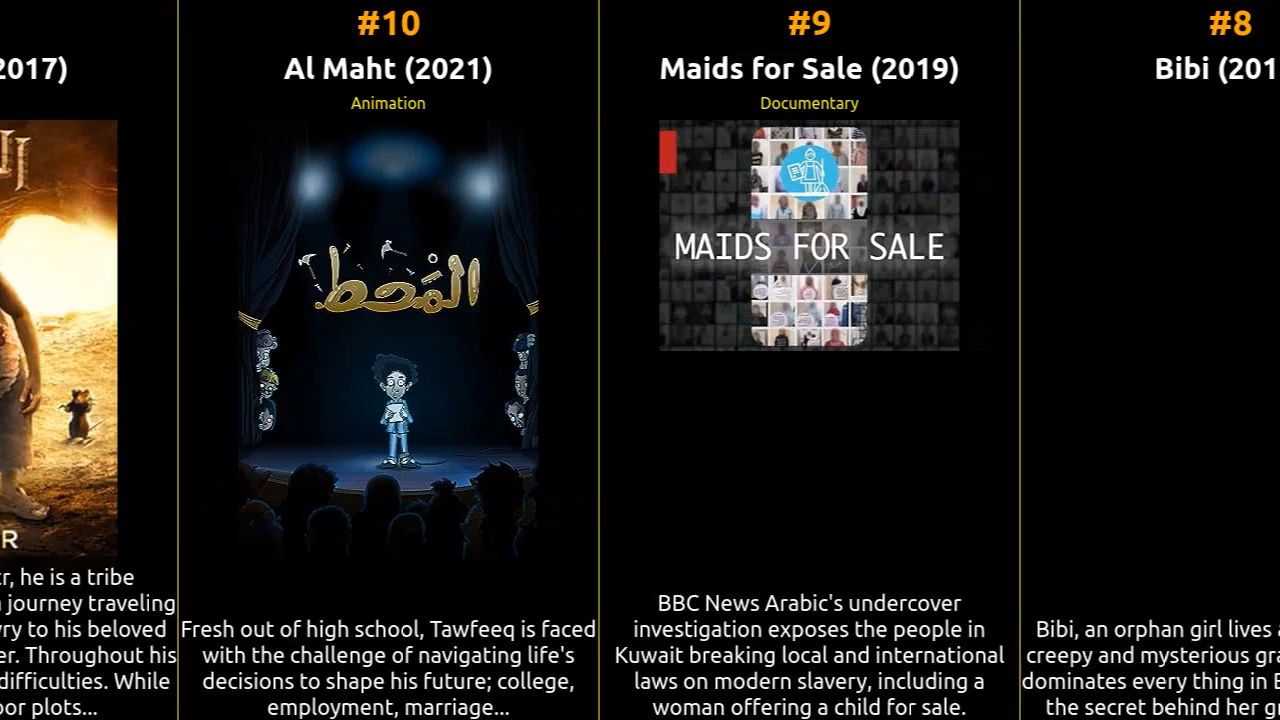 2017)
R
r, he is a tribe
journey traveling
ry to his beloved
er. Throughout his
difficulties. While
oor plots...
#10
Al Maht (2021)
Animation
المحط
Fresh out of high school, Tawfeeq is faced
with the challenge of navigating life's
decisions to shape his future; college,
employment, marriage...
#9
Maids for Sale (2019)
Documentary
MAIDS FOR SALE
BBC News Arabic's undercover
investigation exposes the people in
Kuwait breaking local and international
laws on modern slavery, including a
woman offering a child for sale.
#8
Bibi (201
Bibi, an orphan girl lives
creepy and mysterious gra
dominates every thing in
the secret behind her g